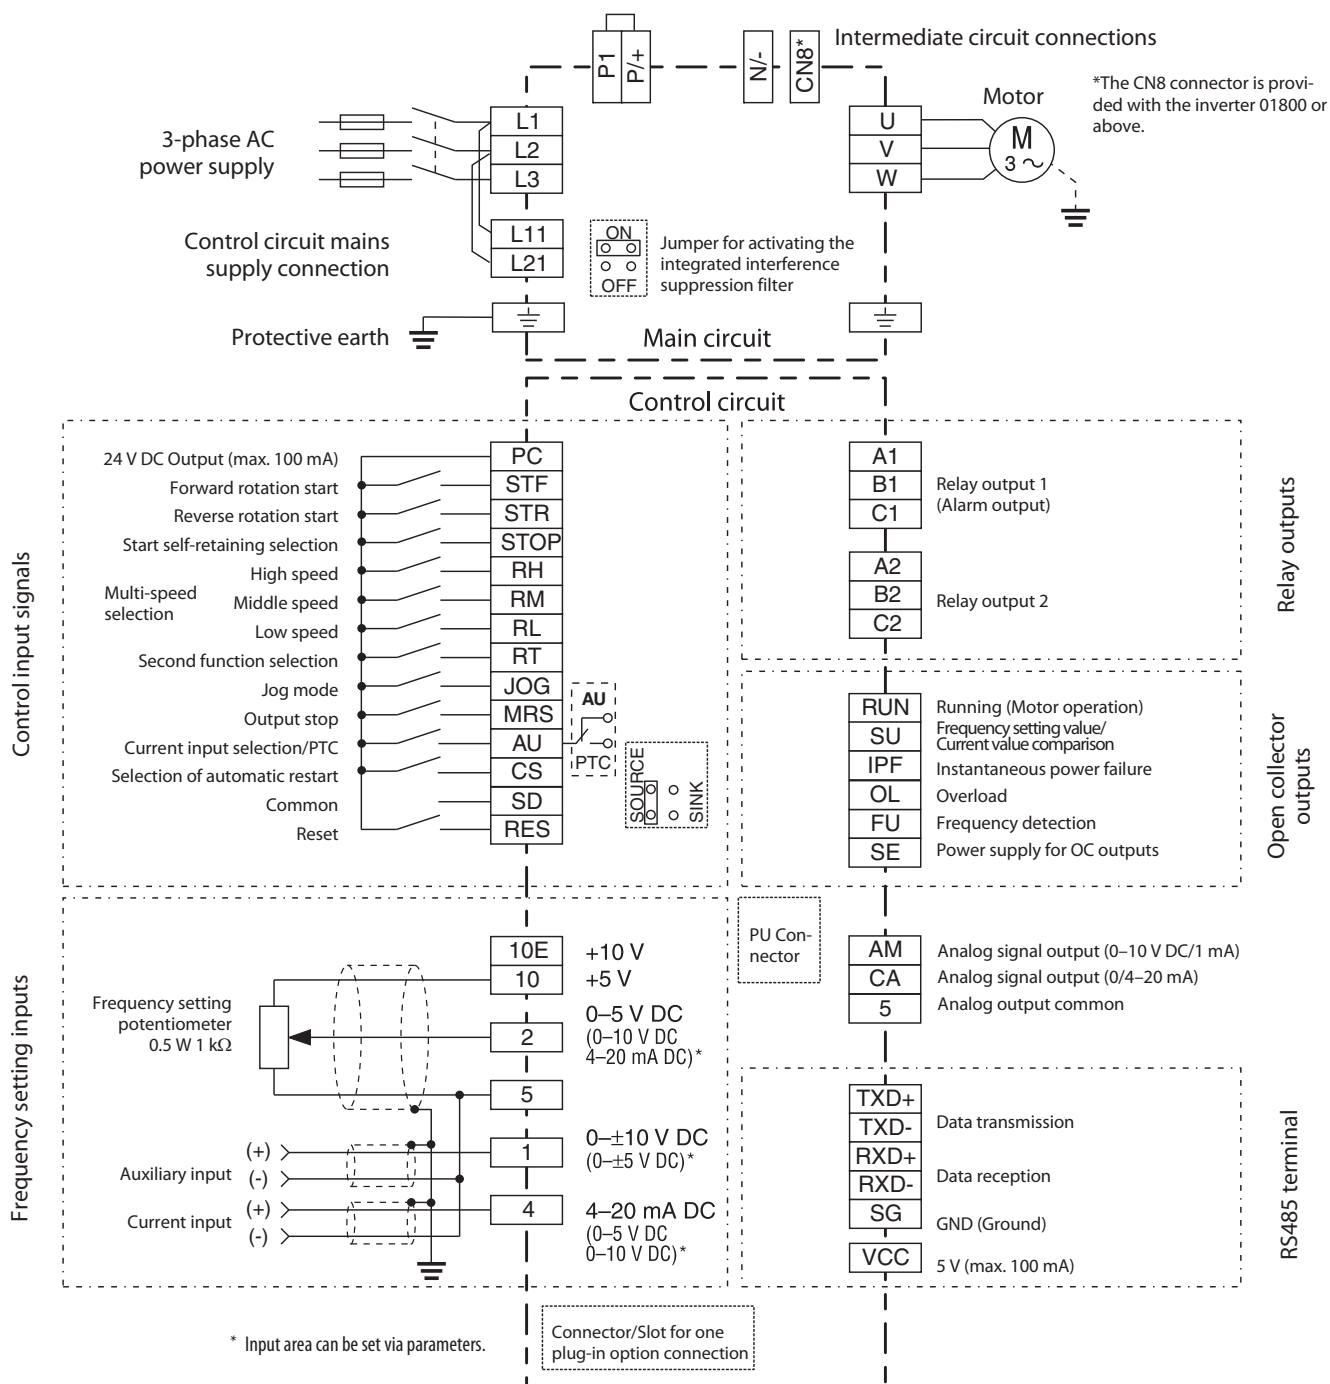 P1
P/+
N/-
CN8*
Intermediate circuit connections
*The CN8 connector is provi-
ded with the inverter 01800 or
above.
3-phase AC
power supply
L1
L2
L3
U
V
W
Motor
M
3 ~
Control circuit mains
supply connection
L11
L21
ON
OFF
Jumper for activating the
integrated interference
suppression filter
Protective earth
Main circuit
Control circuit
Control input signals
24 V DC Output (max. 100 mA)
PC
Forward rotation start
STF
Reverse rotation start
STR
Start self-retaining selection
STOP
Multi-speed
selection
High speed
RH
Middle speed
RM
Low speed
RL
Second function selection
RT
Jog mode
JOG
Output stop
MRS
Current input selection/PTC
AU
Selection of automatic restart
CS
Common
SD
Reset
RES
AU
PTC
SOURCE
SINK
A1
B1
C1
Relay output 1
(Alarm output)
A2
B2
C2
Relay output 2
Relay outputs
RUN
Running (Motor operation)
SU
Frequency setting value/
Current value comparison
IPF
Instantaneous power failure
OL
Overload
FU
Frequency detection
SE
Power supply for OC outputs
Open collector
outputs
PU Con-
nector
AM
Analog signal output (0–10 V DC/1 mA)
CA
Analog signal output (0/4–20 mA)
5
Analog output common
Frequency setting inputs
Frequency setting
potentiometer
0.5 W 1 kΩ
10E
+10 V
10
+5 V
2
0–5 V DC
(0–10 V DC
4–20 mA DC)*
5
Auxiliary input
(+)
(-)
1
0–±10 V DC
(0–±5 V DC)*
Current input
(+)
(-)
4
4–20 mA DC
(0–5 V DC
0–10 V DC)*
TXD+
TXD-
Data transmission
RXD+
RXD-
Data reception
SG
GND (Ground)
VCC
5 V (max. 100 mA)
RS485 terminal
* Input area can be set via parameters.
Connector/Slot for one
plug-in option connection